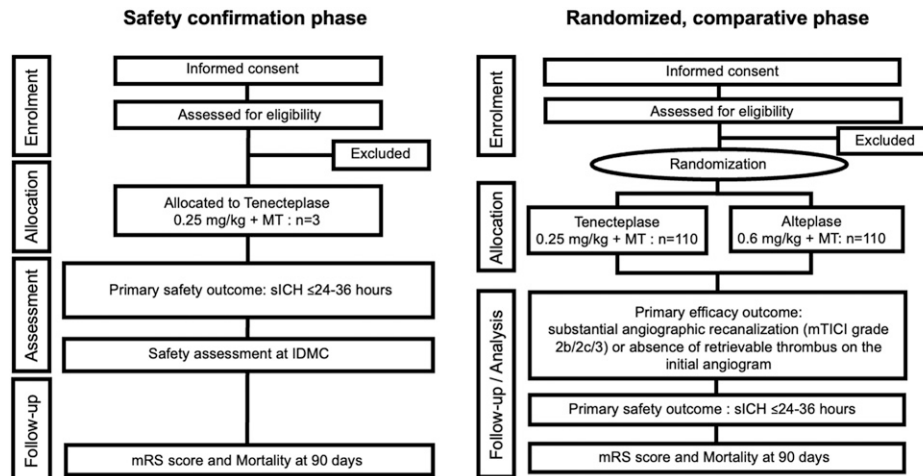 Safety confirmation phase
Enrolment
Informed consent
Assessed for eligibility
Excluded
Allocation
Allocated to Tenecteplase
0.25 mg/kg + MT : n=3
Assessment
Primary safety outcome: sICH ≤24-36 hours
Safety assessment at IDMC
Follow-up
mRS score and Mortality at 90 days
Randomized, comparative phase
Enrolment
Informed consent
Assessed for eligibility
Excluded
Randomization
Allocation
Tenecteplase
0.25 mg/kg + MT : n=110
Alteplase
0.6 mg/kg + MT: n=110
Follow-up / Analysis
Primary efficacy outcome:
substantial angiographic recanalization (mTICI grade
2b/2c/3) or absence of retrievable thrombus on the
initial angiogram
Primary safety outcome : sICH ≤24-36 hours
mRS score and Mortality at 90 days